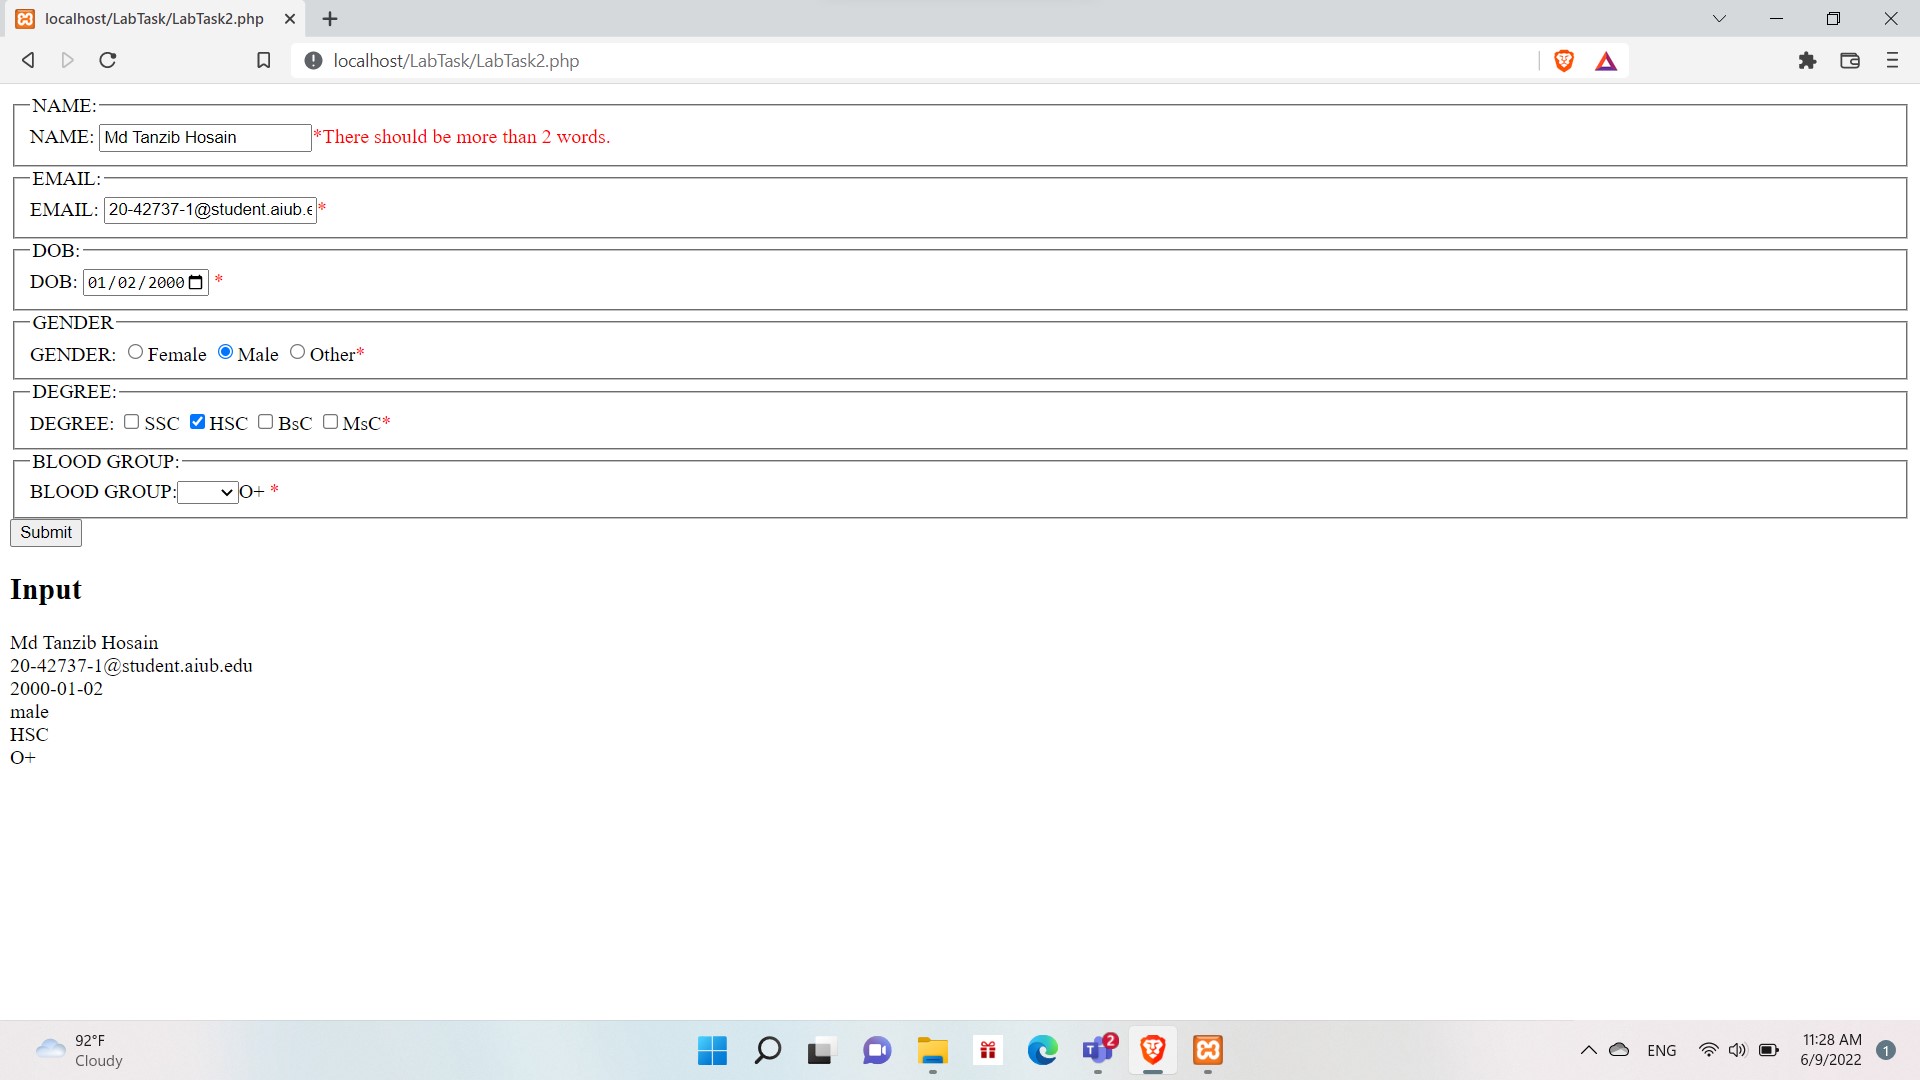 localhost/LabTask/LabTask2.php
localhost/LabTask/LabTask2.php
NAME:
NAME: Md Tanzib Hosain *There should be more than 2 words.
EMAIL:
EMAIL: 20-42737-1@student.aiub.e *
DOB:
DOB: 01/02/2000 *
GENDER
GENDER: Female Male Other*
DEGREE:
DEGREE: SSC HSC BsC MsC*
BLOOD GROUP:
BLOOD GROUP: O+ *
Submit
Input
Md Tanzib Hosain
20-42737-1@student.aiub.edu
2000-01-02
male
HSC
O+
92°F
Cloudy
2
ENG
11:28 AM
6/9/2022
1